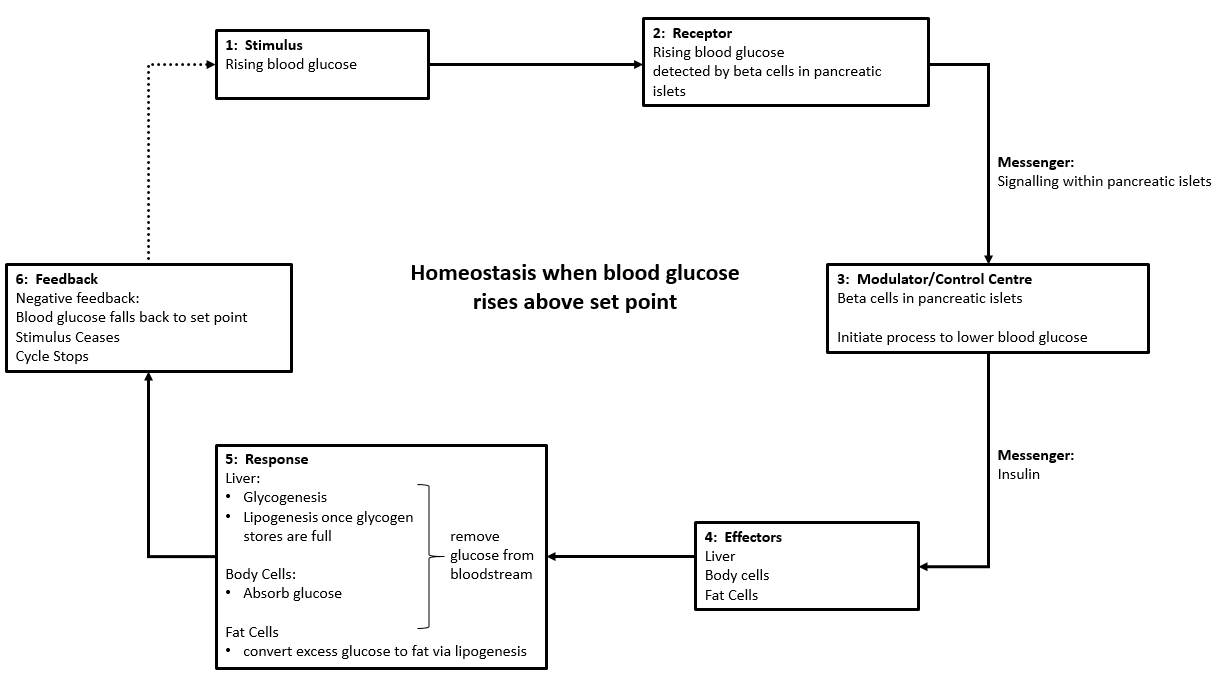 1:  Stimulus
Rising blood glucose
2:  Receptor
Rising blood glucose
detected by beta cells in pancreatic
islets
Messenger:
Signalling within pancreatic islets
3:  Modulator/Control Centre
Beta cells in pancreatic islets
Initiate process to lower blood glucose
Messenger:
Insulin
4:  Effectors
Liver
Body cells
Fat Cells
5:  Response
Liver:
• Glycogenesis
• Lipogenesis once glycogen
stores are full
Body Cells:
• Absorb glucose
Fat Cells
• convert excess glucose to fat via lipogenesis
remove
glucose from
bloodstream
6:  Feedback
Negative feedback:
Blood glucose falls back to set point
Stimulus Ceases
Cycle Stops
Homeostasis when blood glucose
rises above set point